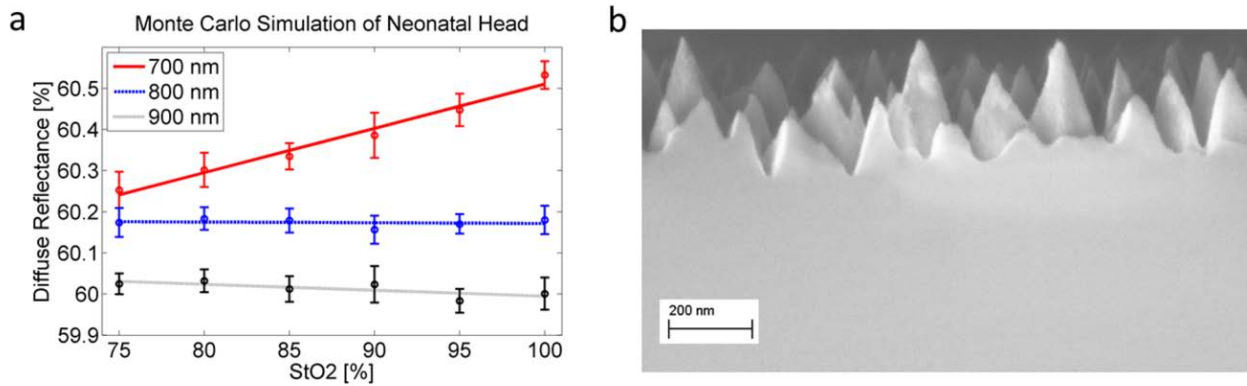 a
Monte Carlo Simulation of Neonatal Head
Diffuse Reflectance [%]
60.5
60.4
60.3
60.2
60.1
60
59.9
700 nm
800 nm
900 nm
75 80 85 90 95 100
StO2 [%]
b
200 nm